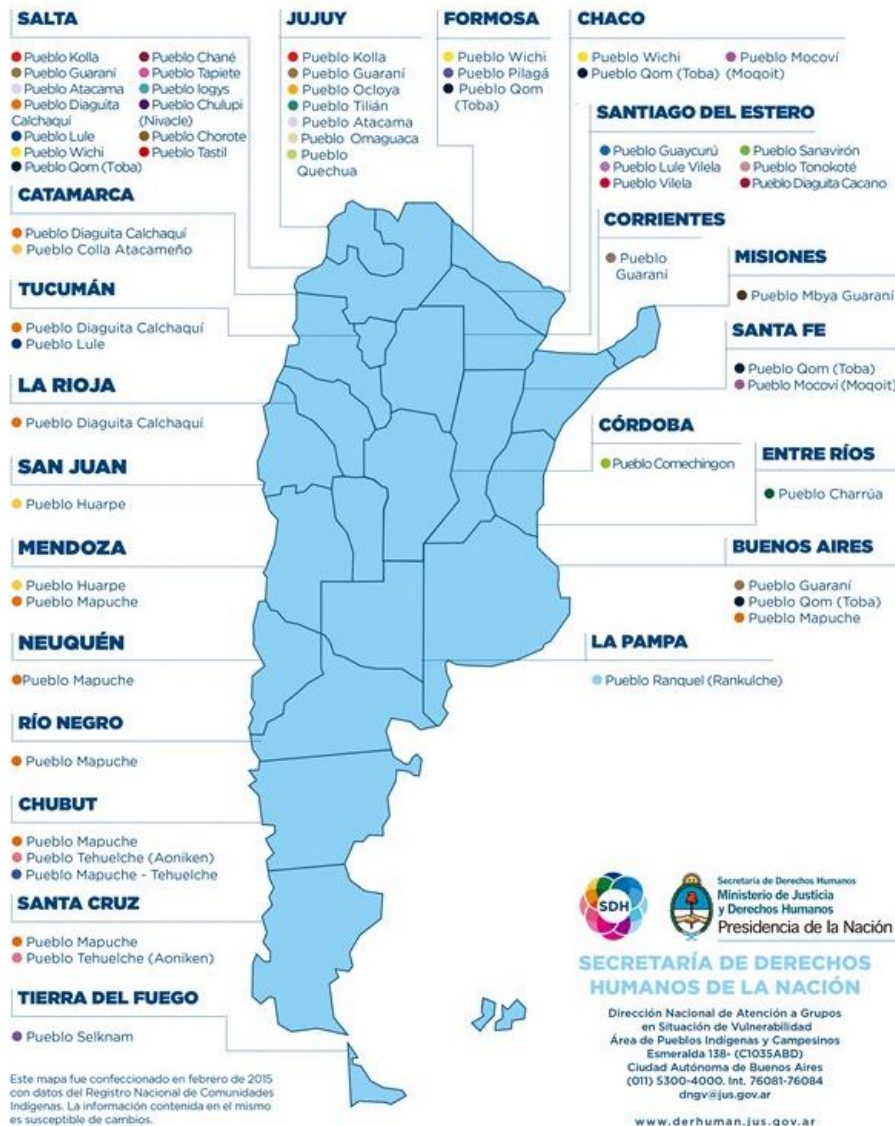 SALTA
Pueblo Kolla
Pueblo Guaraní
Pueblo Atacama
Pueblo Diaguita
Calchaquí
Pueblo Lule
Pueblo Wichi
Pueblo Qom (Toba)
Pueblo Chané
Pueblo Tapiete
Pueblo Iogys
Pueblo Chulupi
(Nivacle)
Pueblo Chorote
Pueblo Tastil
JUJUY
Pueblo Kolla
Pueblo Guaraní
Pueblo Ocloya
Pueblo Tilián
Pueblo Atacama
Pueblo Omaguaca
Pueblo
Quechua
FORMOSA
Pueblo Wichi
Pueblo Pilagá
Pueblo Qom
(Toba)
CHACO
Pueblo Wichi
Pueblo Qom (Toba)
Pueblo Mocoví
(Moqoit)
SANTIAGO DEL ESTERO
Pueblo Guaycurú
Pueblo Lule Vilela
Pueblo Vilela
Pueblo Sanavirón
Pueblo Tonokoté
Pueblo Diaguita Cacano
CATAMARCA
Pueblo Diaguita Calchaquí
Pueblo Colla Atacameño
CORRIENTES
Pueblo
Guaraní
MISIONES
Pueblo Mbya Guaraní
TUCUMÁN
Pueblo Diaguita Calchaquí
Pueblo Lule
SANTA FE
Pueblo Qom (Toba)
Pueblo Mocoví (Moqoit)
LA RIOJA
Pueblo Diaguita Calchaquí
CÓRDOBA
Pueblo Comechingon
ENTRE RÍOS
Pueblo Charrúa
SAN JUAN
Pueblo Huarpe
MENDOZA
Pueblo Huarpe
Pueblo Mapuche
BUENOS AIRES
Pueblo Guaraní
Pueblo Qom (Toba)
Pueblo Mapuche
NEUQUÉN
Pueblo Mapuche
LA PAMPA
Pueblo Ranquel (Rankulche)
RÍO NEGRO
Pueblo Mapuche
CHUBUT
Pueblo Mapuche
Pueblo Tehuelche (Aoniken)
Pueblo Mapuche - Tehuelche
SANTA CRUZ
Pueblo Mapuche
Pueblo Tehuelche (Aoniken)
TIERRA DEL FUEGO
Pueblo Selknam
Este mapa fue confeccionado en febrero de 2015
con datos del Registro Nacional de Comunidades
Indígenas. La información contenida en el mismo
es susceptible de cambios.
SDH
Secretaría de Derechos Humanos
Ministerio de Justicia
y Derechos Humanos
Presidencia de la Nación
SECRETARÍA DE DERECHOS
HUMANOS DE LA NACIÓN
Dirección Nacional de Atención a Grupos
en Situación de Vulnerabilidad
Área de Pueblos Indígenas y Campesinos
Esmeralda 138- (C1035ABD)
Ciudad Autónoma de Buenos Aires
(011) 5300-4000. Int. 76081-76084
dngv@jus.gov.ar
www.derhuman.jus.gov.ar